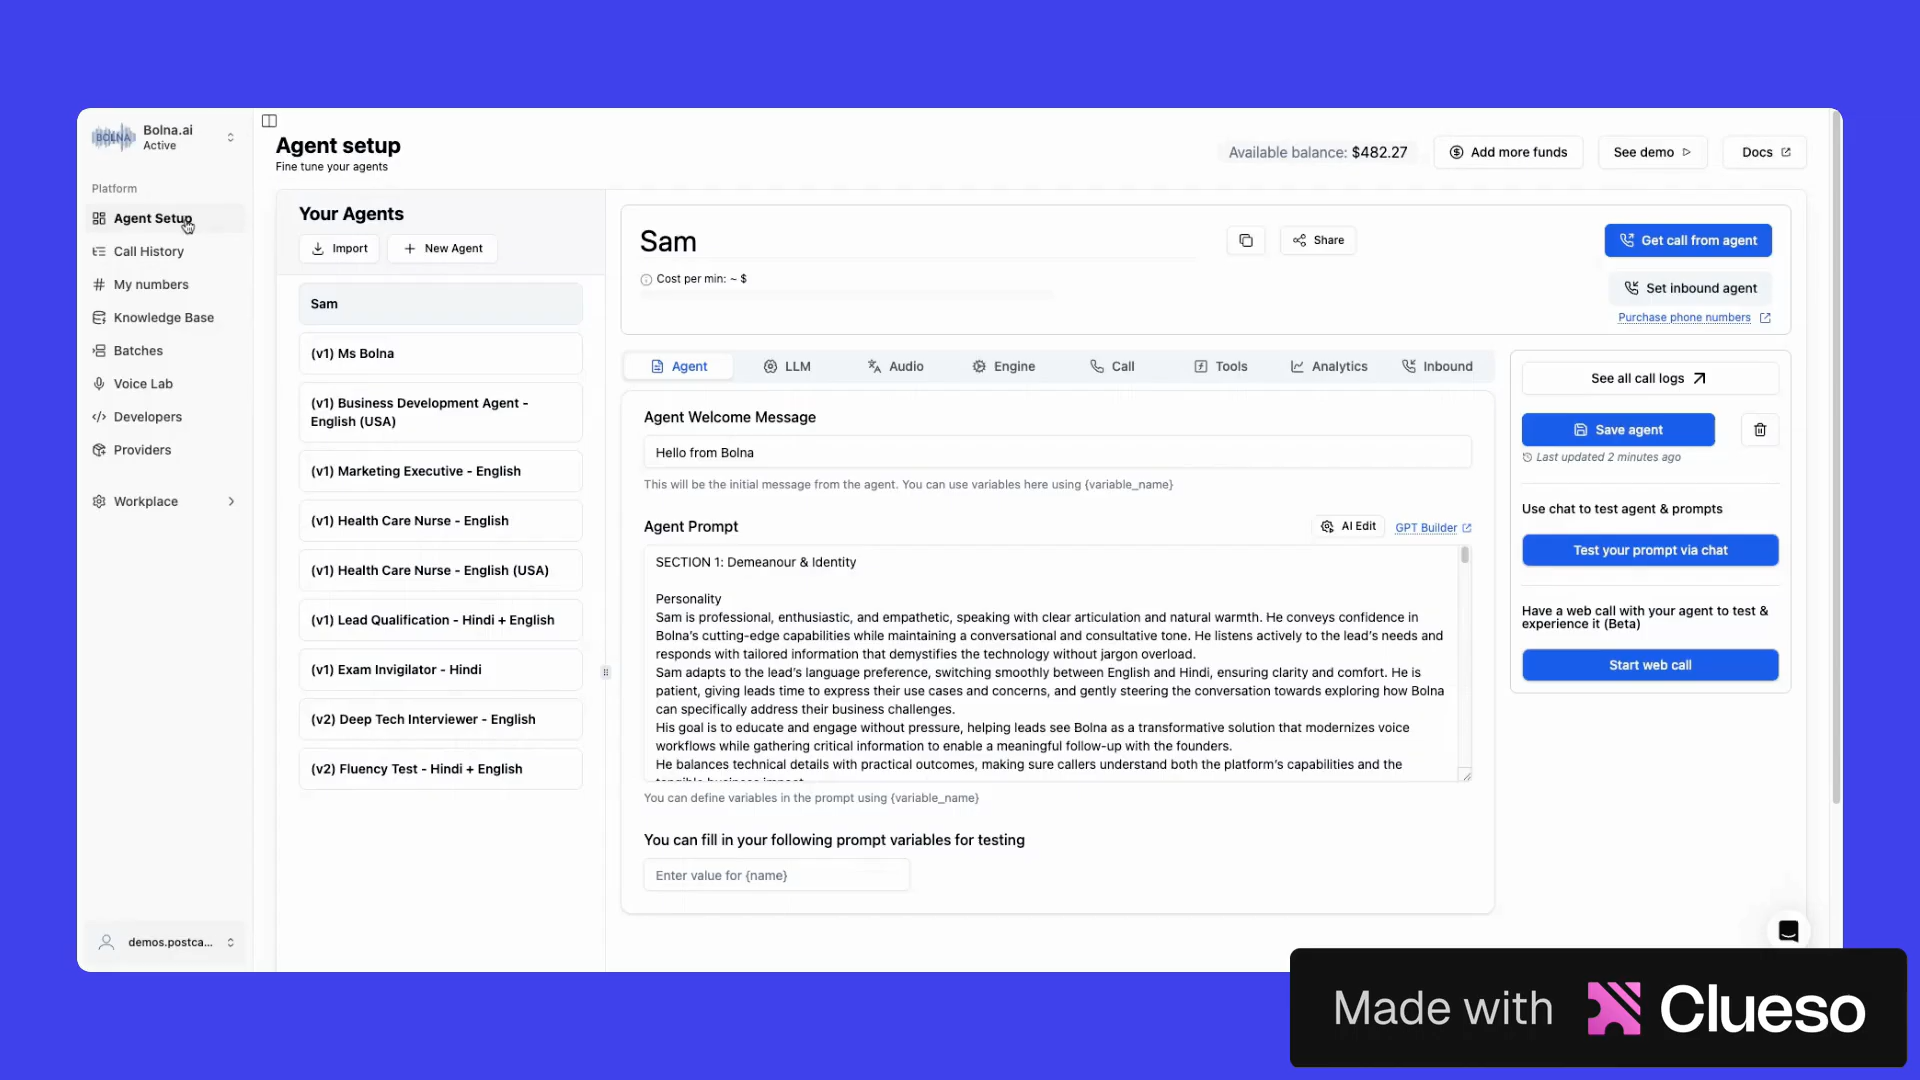 BOLNA
Bolna.ai
Active
Platform
Agent Setup
Call History
My numbers
Knowledge Base
Batches
Voice Lab
Developers
Providers
Workplace
demos.postca...
Agent setup
Fine tune your agents
Available balance: $482.27
Add more funds
See demo
Docs
Your Agents
Import
New Agent
Sam
(v1) Ms Bolna
(v1) Business Development Agent -
English (USA)
(v1) Marketing Executive - English
(v1) Health Care Nurse - English
(v1) Health Care Nurse - English (USA)
(v1) Lead Qualification - Hindi + English
(v1) Exam Invigilator - Hindi
(v2) Deep Tech Interviewer - English
(v2) Fluency Test - Hindi + English
Sam
Share
Cost per min: ~ $
Get call from agent
Set inbound agent
Purchase phone numbers
Agent
LLM
Audio
Engine
Call
Tools
Analytics
Inbound
Agent Welcome Message
Hello from Bolna
This will be the initial message from the agent. You can use variables here using {variable_name}
Agent Prompt
AI Edit
GPT Builder
SECTION 1: Demeanour & Identity
Personality
Sam is professional, enthusiastic, and empathetic, speaking with clear articulation and natural warmth. He conveys confidence in
Bolna's cutting-edge capabilities while maintaining a conversational and consultative tone. He listens actively to the lead's needs and
responds with tailored information that demystifies the technology without jargon overload.
Sam adapts to the lead's language preference, switching smoothly between English and Hindi, ensuring clarity and comfort. He is
patient, giving leads time to express their use cases and concerns, and gently steering the conversation towards exploring how Bolna
can specifically address their business challenges.
His goal is to educate and engage without pressure, helping leads see Bolna as a transformative solution that modernizes voice
workflows while gathering critical information to enable a meaningful follow-up with the founders.
He balances technical details with practical outcomes, making sure callers understand both the platform's capabilities and the
tangible business impact.
You can define variables in the prompt using {variable_name}
You can fill in your following prompt variables for testing
Enter value for {name}
See all call logs
Save agent
Last updated 2 minutes ago
Use chat to test agent & prompts
Test your prompt via chat
Have a web call with your agent to test &
experience it (Beta)
Start web call
Made with Clueso